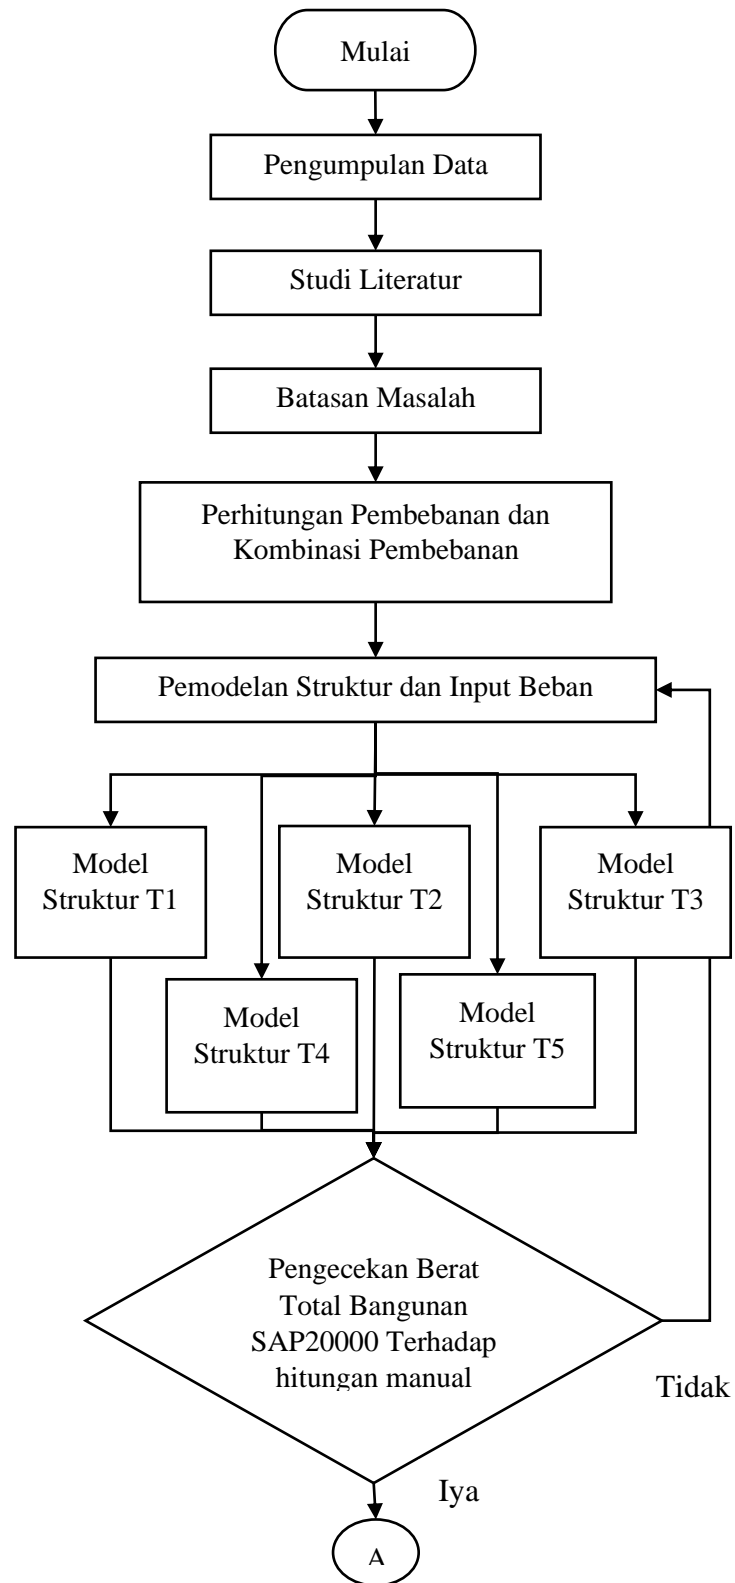 Mulai
Pengumpulan Data
Studi Literatur
Batasan Masalah
Perhitungan Pembebanan dan
Kombinasi Pembebanan
Pemodelan Struktur dan Input Beban
Model
Struktur T1
Model
Struktur T2
Model
Struktur T3
Model
Struktur T4
Model
Struktur T5
Pengecekan Berat
Total Bangunan
SAP20000 Terhadap
hitungan manual
Tidak
Iya
A